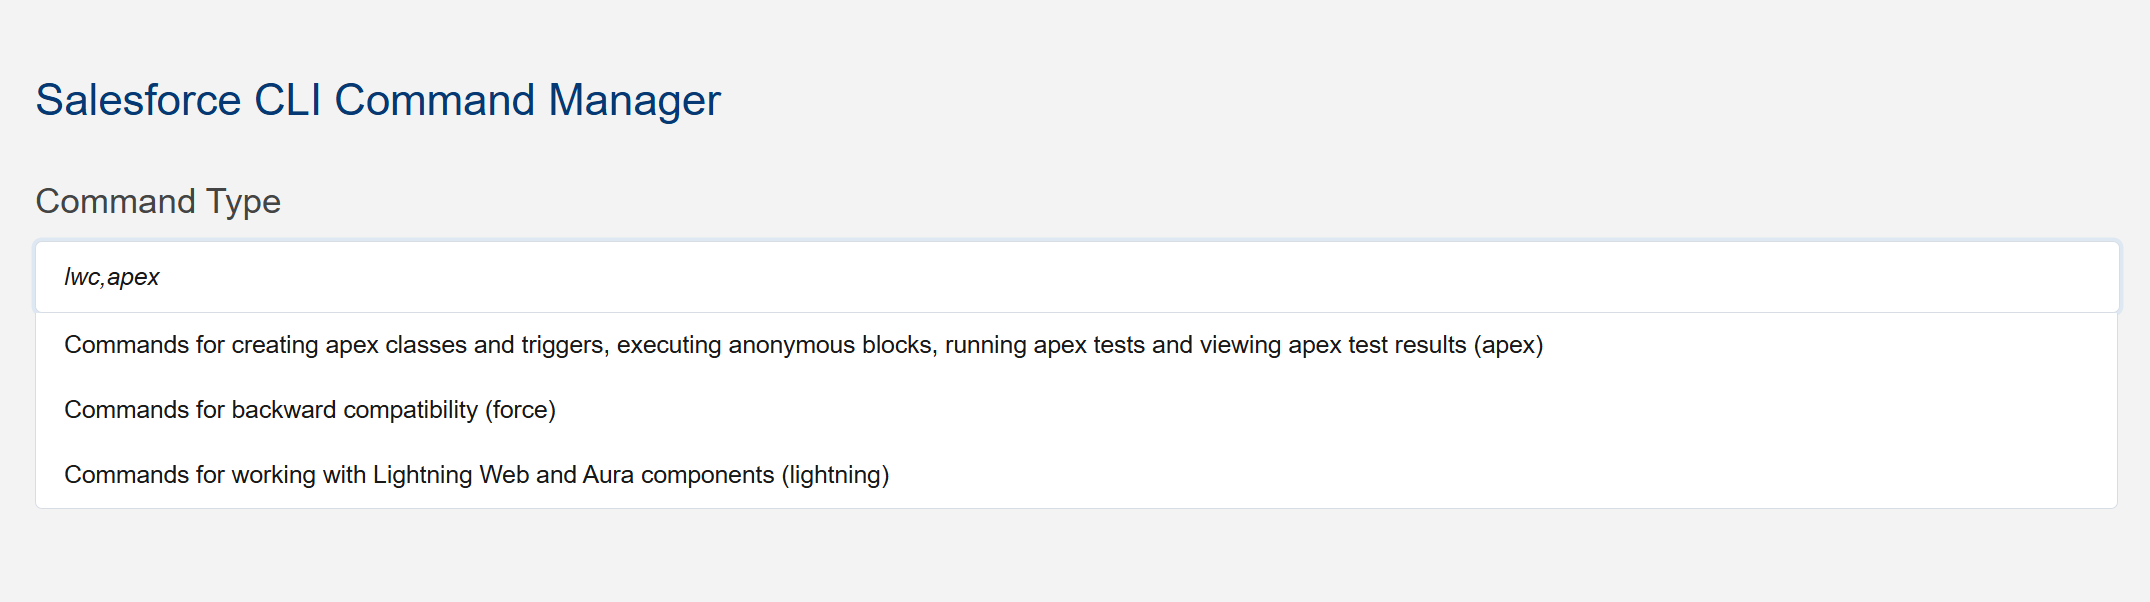 Salesforce CLI Command Manager
Command Type
lwc,apex
Commands for creating apex classes and triggers, executing anonymous blocks, running apex tests and viewing apex test results (apex)
Commands for backward compatibility (force)
Commands for working with Lightning Web and Aura components (lightning)